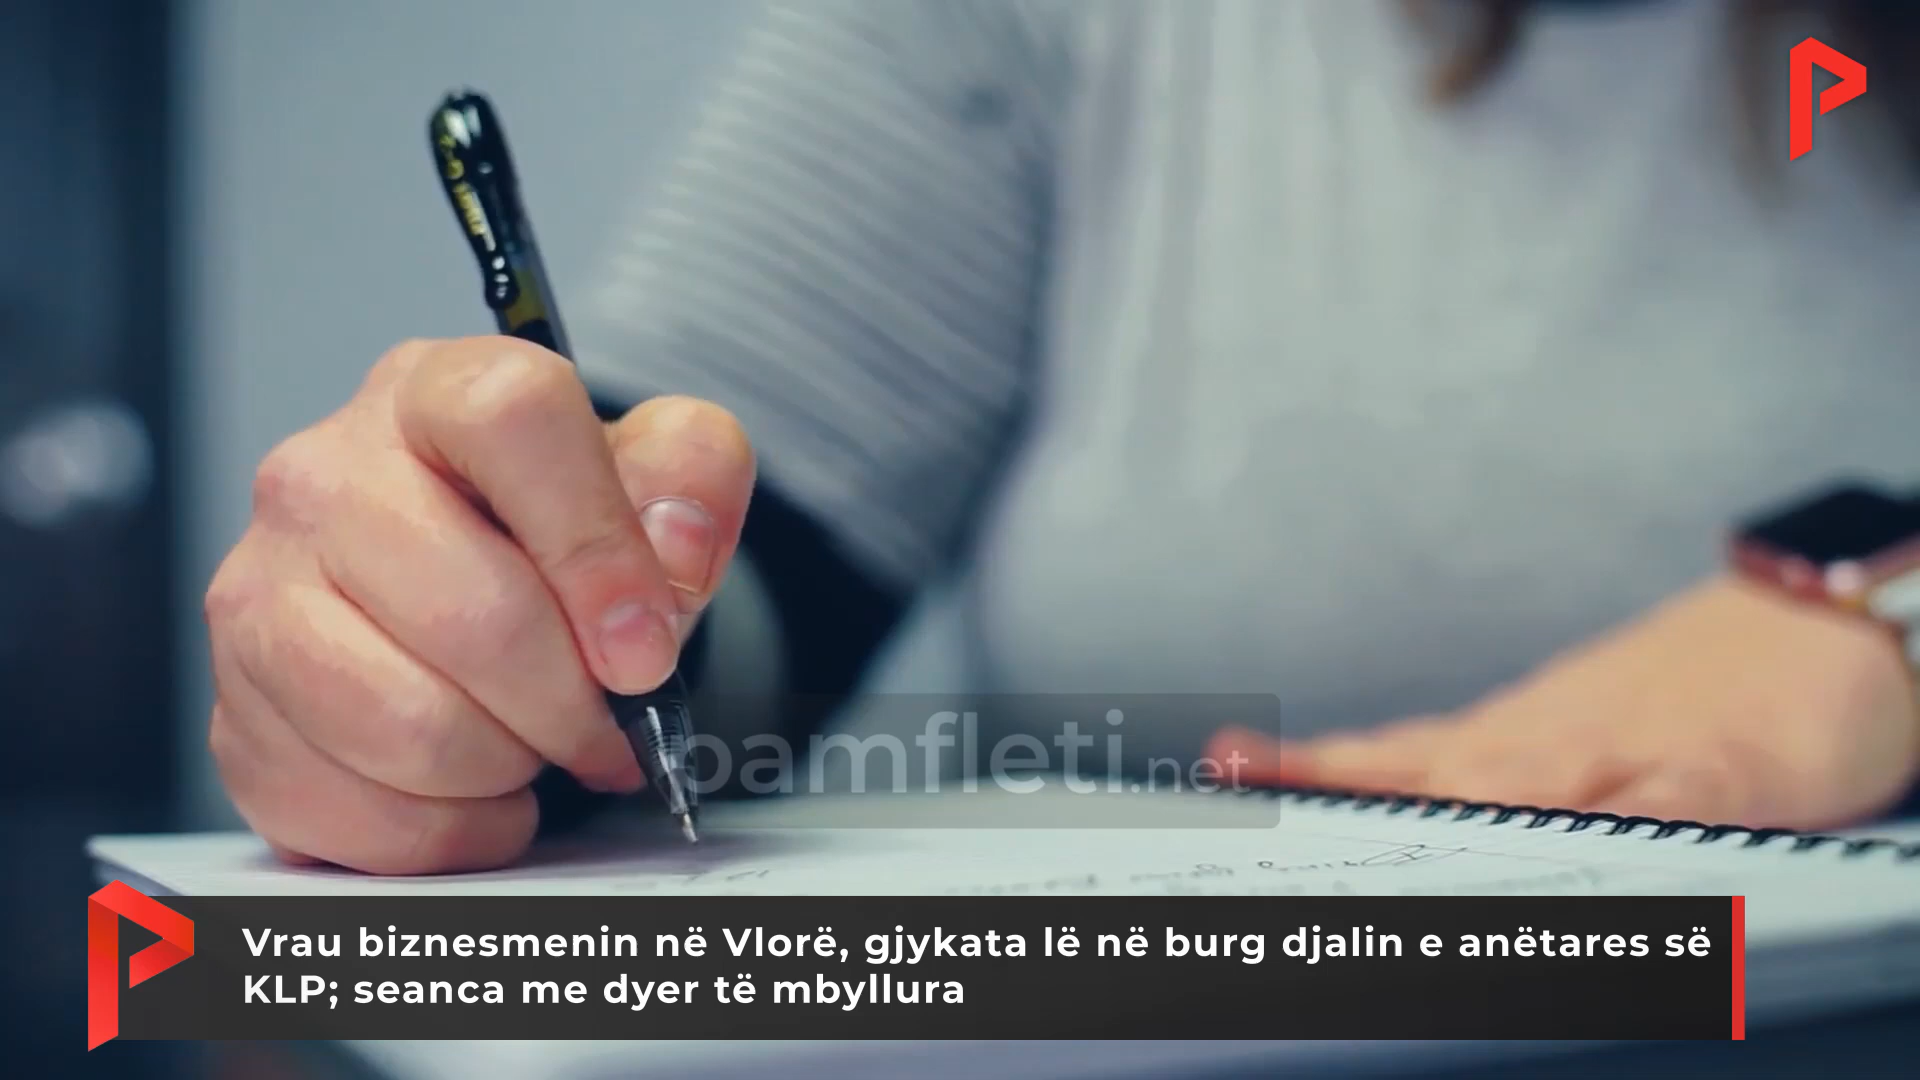 pamfleti.net
Vrau biznesmenin në Vlorë, gjykata lë në burg djalin e anëtares së
KLP; seanca me dyer të mbyllura